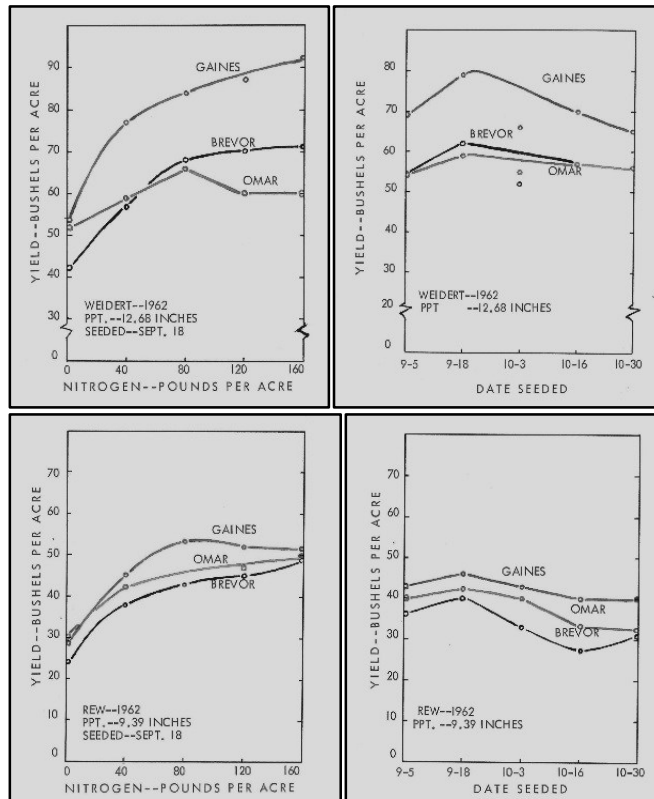 YIELD--BUSHELS PER ACRE
90
80
70
60
50
40
30
0
GAINES
BREVOR
OMAR
WEIDERT--1962
PPT.--12.68 INCHES
SEEDED--SEPT. 18
0 40 80 120 160
NITROGEN--POUNDS PER ACRE
YIELD--BUSHELS PER ACRE
80
70
60
50
40
30
20
0
GAINES
BREVOR
OMAR
WEIDERT--1962
PPT --12.68 INCHES
9-5 9-18 10-3 10-16 10-30
DATE SEEDED
YIELD--BUSHELS PER ACRE
70
60
50
40
30
20
10
0
GAINES
OMAR
BREVOR
REW--1962
PPT.--9.39 INCHES
SEEDED--SEPT. 18
0 40 80 120 160
NITROGEN--POUNDS PER ACRE
YIELD--BUSHELS PER ACRE
70
60
50
40
30
20
10
0
GAINES
OMAR
BREVOR
REW--1962
PPT.--9.39 INCHES
9-5 9-18 10-3 10-16 10-30
DATE SEEDED